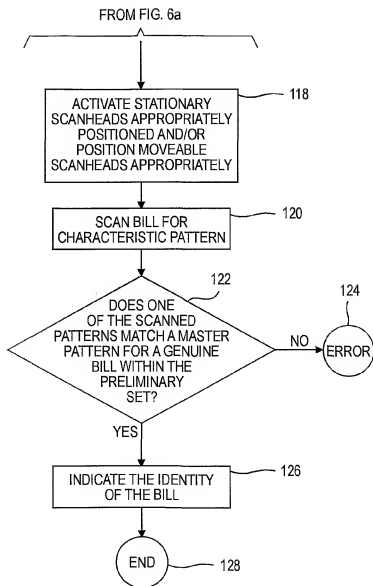 FROM FIG. 6a
ACTIVATE STATIONARY
SCANHEADS APPROPRIATELY
POSITIONED AND/OR
POSITION MOVEABLE
SCANHEADS APPROPRIATELY
118
SCAN BILL FOR
CHARACTERISTIC PATTERN
120
122
DOES ONE
OF THE SCANNED
PATTERNS MATCH A MASTER
PATTERN FOR A GENUINE
BILL WITHIN THE
PRELIMINARY
SET?
NO
124
ERROR
YES
INDICATE THE IDENTITY
OF THE BILL
126
END
128